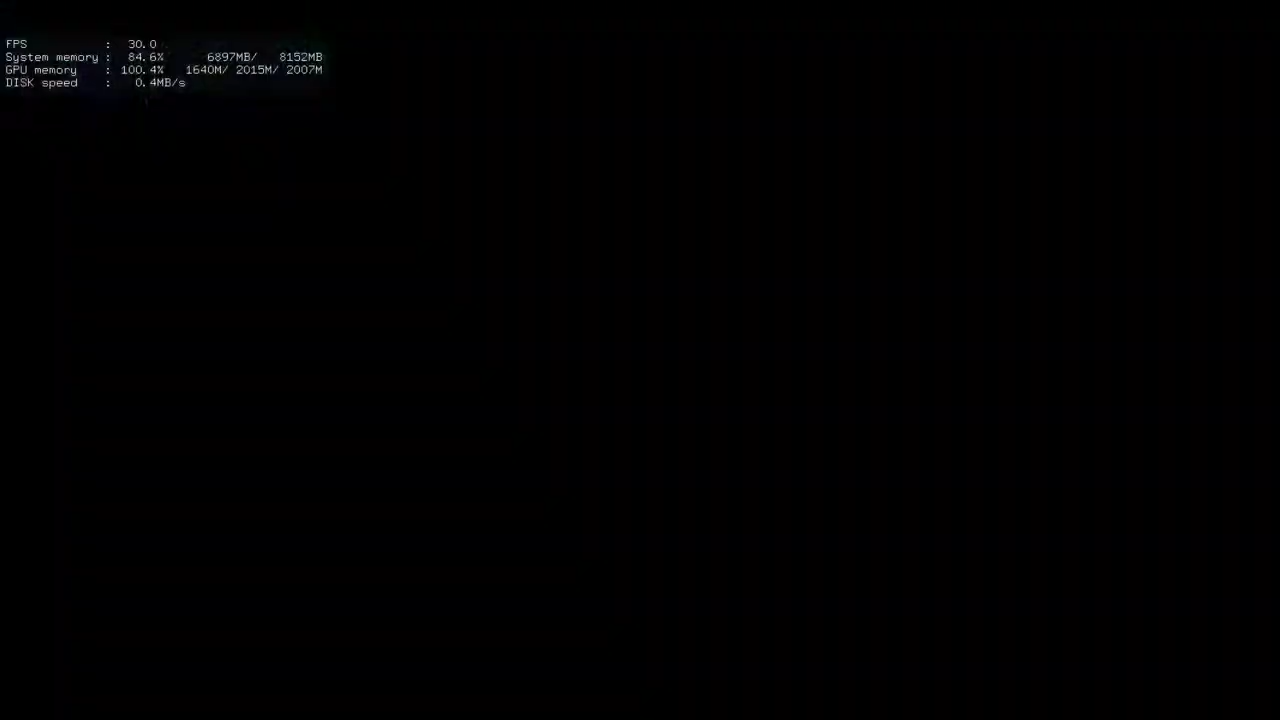 FPS : 30.0
System memory : 84.6% 6897MB/ 8152MB
GPU memory : 100.4% 1640M/ 2015M/ 2007M
DISK speed : 0.4MB/s